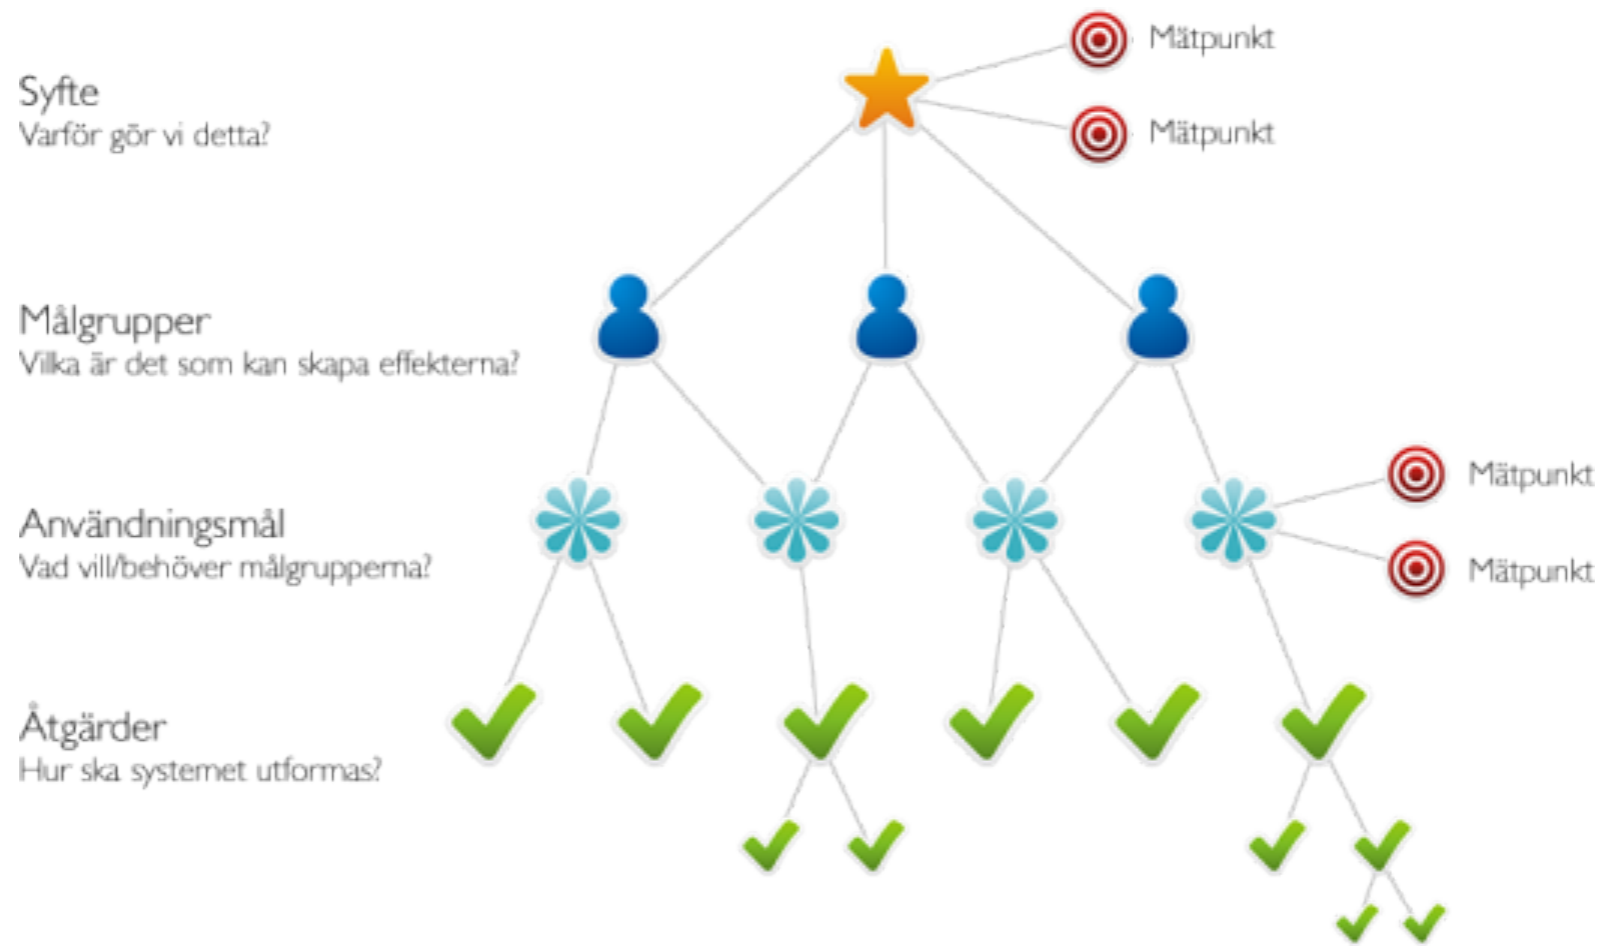 Mätpunkt
Syfte
Varför gör vi detta?
Mätpunkt
Målgrupper
Vilka är det som kan skapa effekterna?
Mätpunkt
Användningsmål
Vad vill/behöver målgrupperna?
Mätpunkt
Åtgärder
Hur ska systemet utformas?